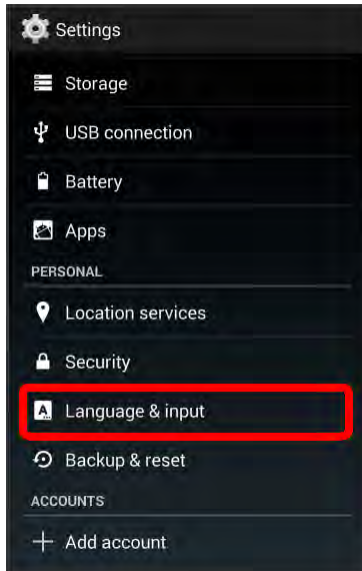 Settings
Storage
USB connection
Battery
Apps
PERSONAL
Location services
Security
Language & input
Backup & reset
ACCOUNTS
Add account